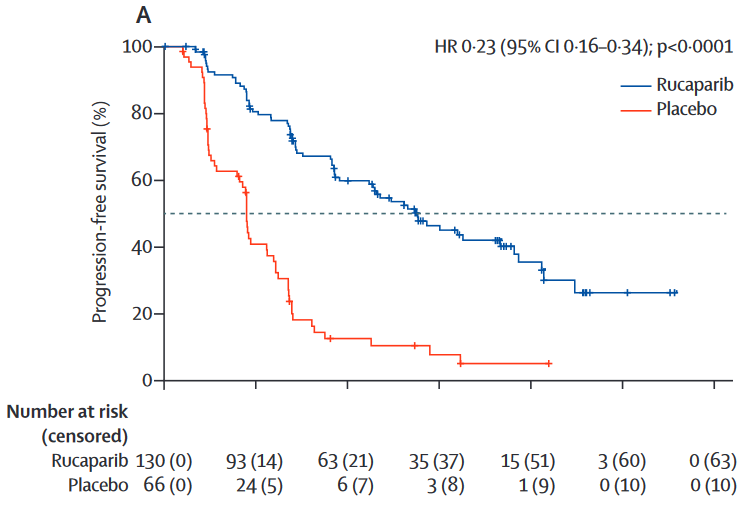 A
HR 0·23 (95% CI 0·16–0·34); p<0·0001
Rucaparib
Placebo
Progression-free survival (%)
100
80
60
40
20
0
Number at risk
(censored)
Rucaparib 130 (0) 93 (14) 63 (21) 35 (37) 15 (51) 3 (60) 0 (63)
Placebo 66 (0) 24 (5) 6 (7) 3 (8) 1 (9) 0 (10) 0 (10)